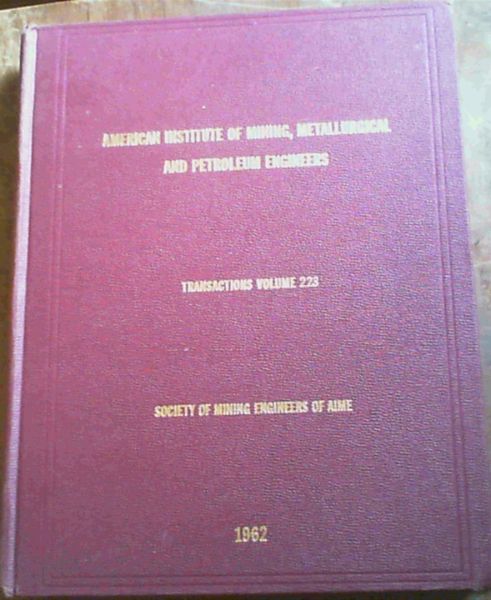 AMERICAN INSTITUTE OF MINING, METALLURGICAL
AND PETROLEUM ENGINEERS
TRANSACTIONS VOLUME 223
SOCIETY OF MINING ENGINEERS OF AIME
1962